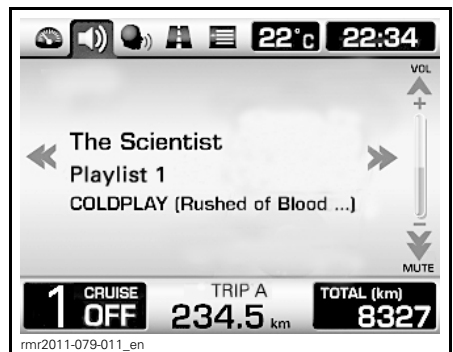 22°c 22:34
VOL
+
The Scientist
Playlist 1
COLDPLAY (Rushed of Blood ...)
-
MUTE
1 CRUISE OFF
TRIP A
234.5 km
TOTAL (km)
8327
rmr2011-079-011_en